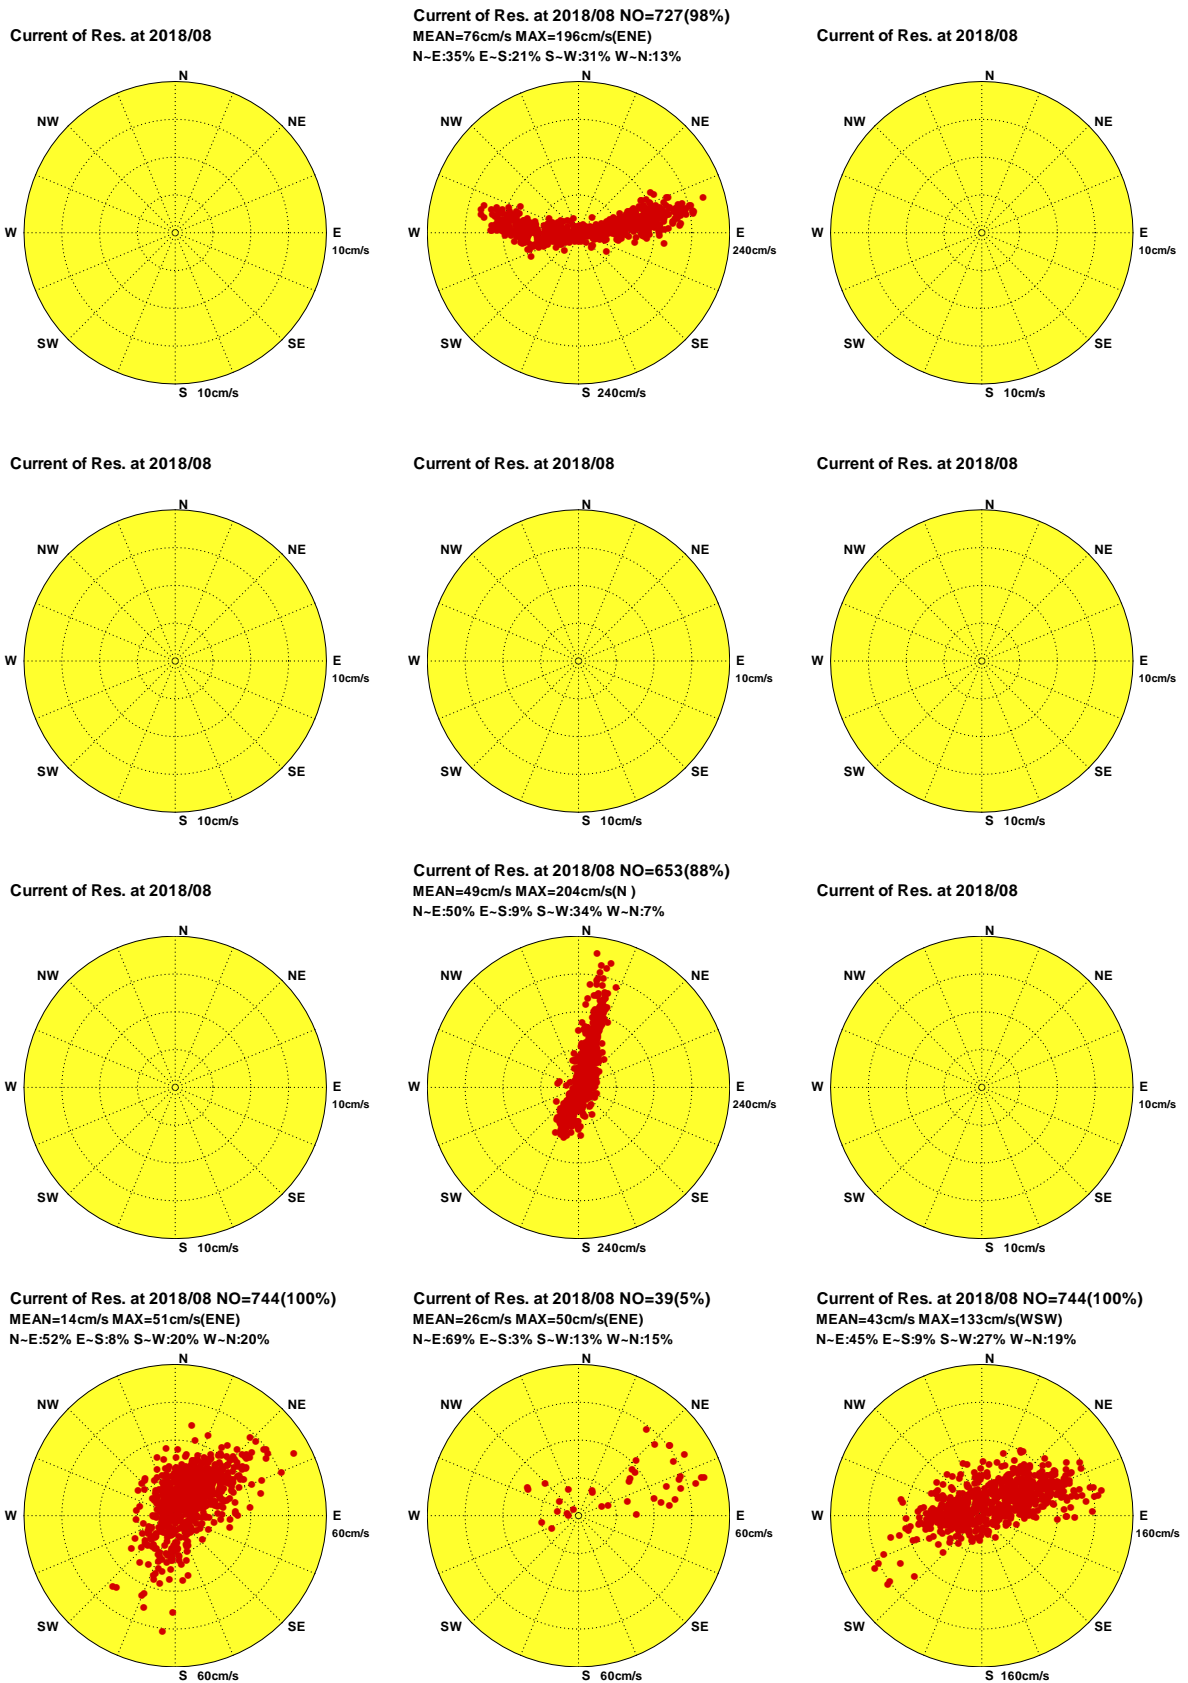 Current of Res. at 2018/08
N
NW
NE
W
E
10cm/s
SW
SE
S 10cm/s
Current of Res. at 2018/08 NO=727(98%)
MEAN=76cm/s MAX=196cm/s(ENE)
N~E:35% E~S:21% S~W:31% W~N:13%
N
NW
NE
W
E
240cm/s
SW
SE
S 240cm/s
Current of Res. at 2018/08
N
NW
NE
W
E
10cm/s
SW
SE
S 10cm/s
Current of Res. at 2018/08
N
NW
NE
W
E
10cm/s
SW
SE
S 10cm/s
Current of Res. at 2018/08
N
NW
NE
W
E
10cm/s
SW
SE
S 10cm/s
Current of Res. at 2018/08
N
NW
NE
W
E
10cm/s
SW
SE
S 10cm/s
Current of Res. at 2018/08
N
NW
NE
W
E
10cm/s
SW
SE
S 10cm/s
Current of Res. at 2018/08 NO=653(88%)
MEAN=49cm/s MAX=204cm/s(N )
N~E:50% E~S:9% S~W:34% W~N:7%
N
NW
NE
W
E
240cm/s
SW
SE
S 240cm/s
Current of Res. at 2018/08
N
NW
NE
W
E
10cm/s
SW
SE
S 10cm/s
Current of Res. at 2018/08 NO=744(100%)
MEAN=14cm/s MAX=51cm/s(ENE)
N~E:52% E~S:8% S~W:20% W~N:20%
N
NW
NE
W
E
60cm/s
SW
SE
S 60cm/s
Current of Res. at 2018/08 NO=39(5%)
MEAN=26cm/s MAX=50cm/s(ENE)
N~E:69% E~S:3% S~W:13% W~N:15%
N
NW
NE
W
E
60cm/s
SW
SE
S 60cm/s
Current of Res. at 2018/08 NO=744(100%)
MEAN=43cm/s MAX=133cm/s(WSW)
N~E:45% E~S:9% S~W:27% W~N:19%
N
NW
NE
W
E
160cm/s
SW
SE
S 160cm/s